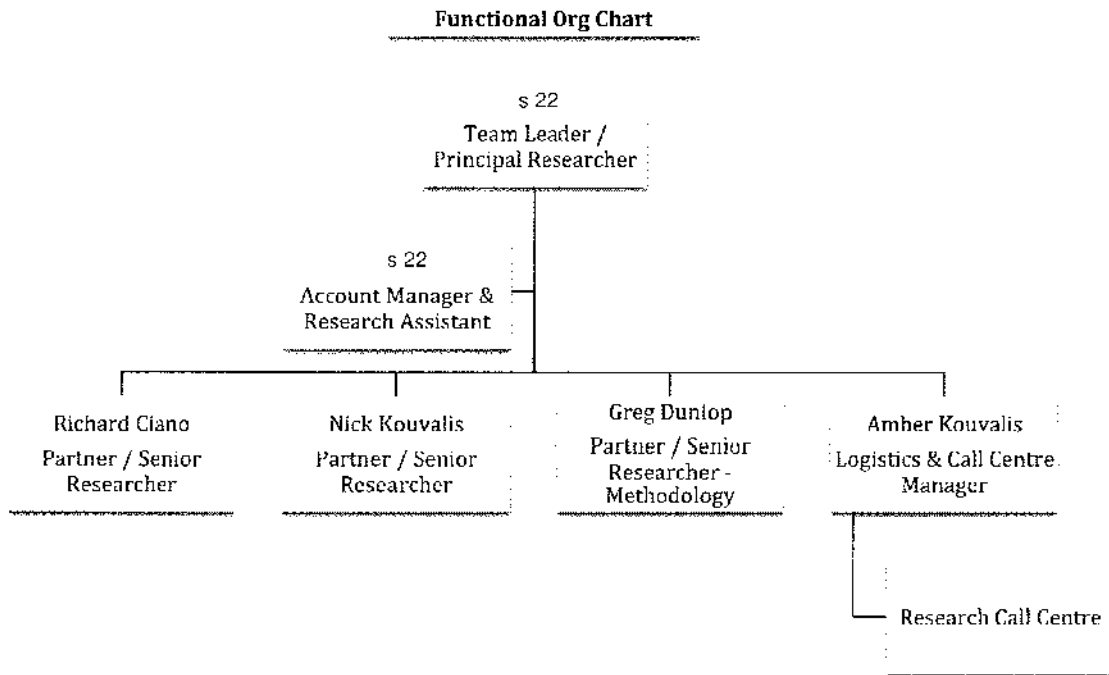 Functional Org Chart
s 22
Team Leader /
Principal Researcher
s 22
Account Manager &
Research Assistant
Richard Ciano
Partner / Senior
Researcher
Nick Kouvalis
Partner / Senior
Researcher
Greg Dunlop
Partner / Senior
Researcher -
Methodology
Amber Kouvalis
Logistics & Call Centre
Manager
Research Call Centre